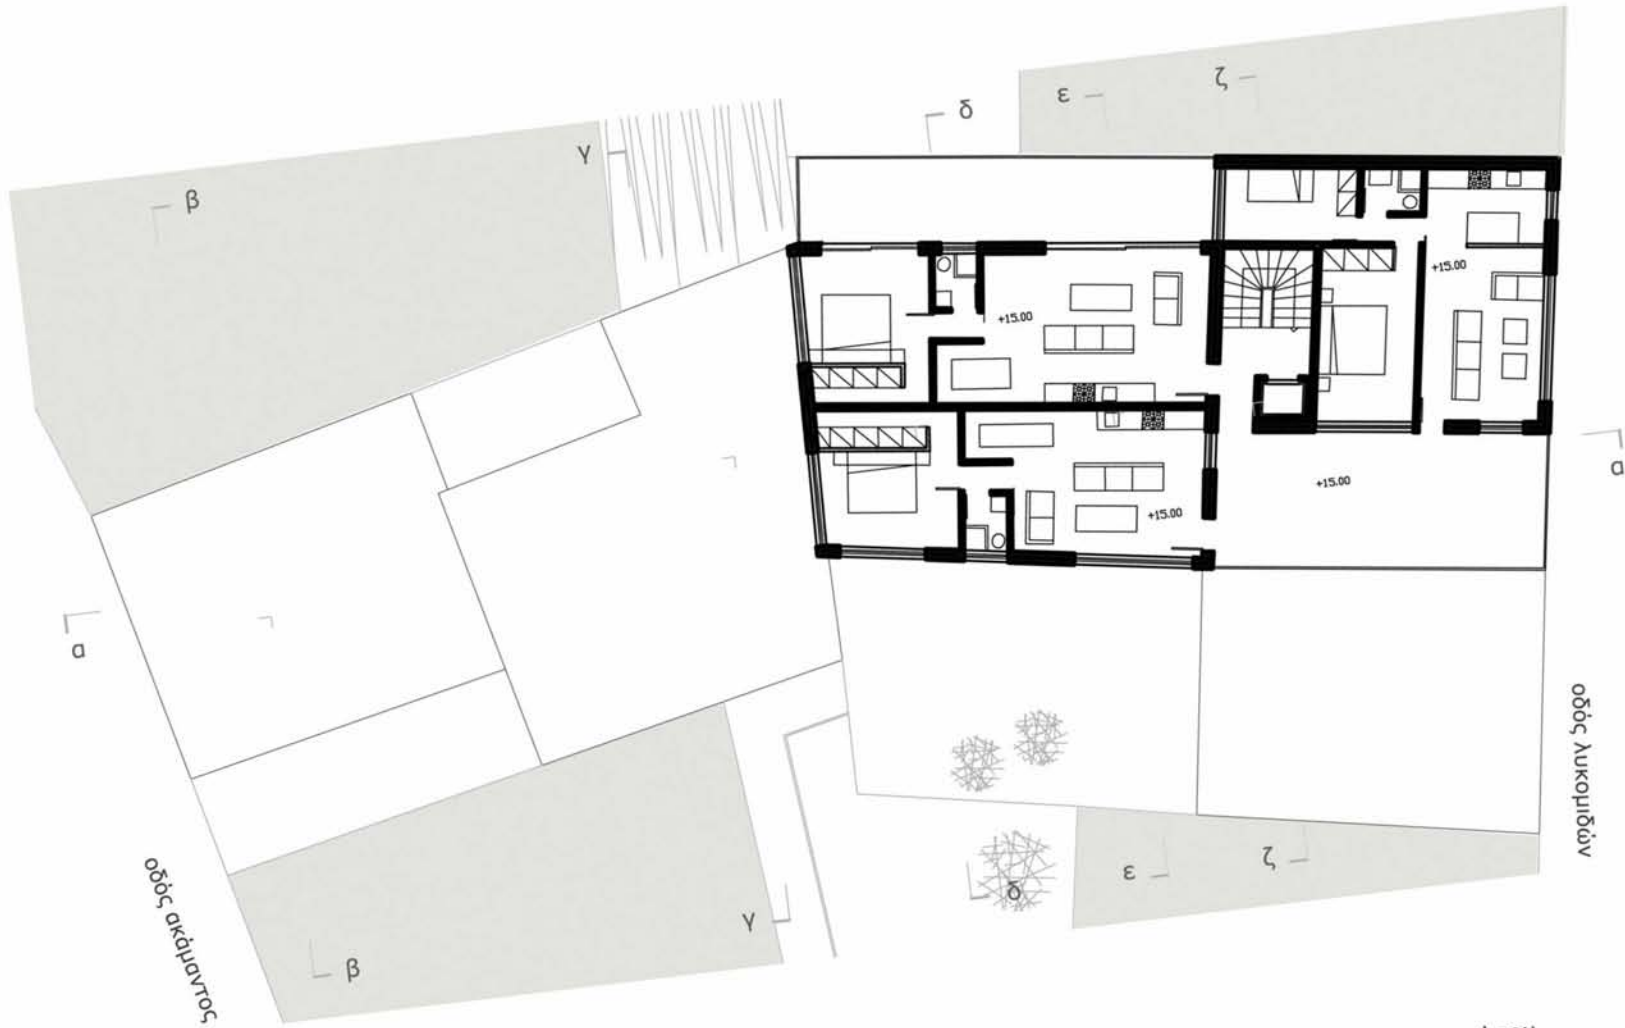 ζ
ε
δ
γ
β
+15.00
+15.00
α
α
+15.00
+15.00
α
οδός λυκομιδών
ζ
ε
δ
γ
β
οδός ακάμαντος